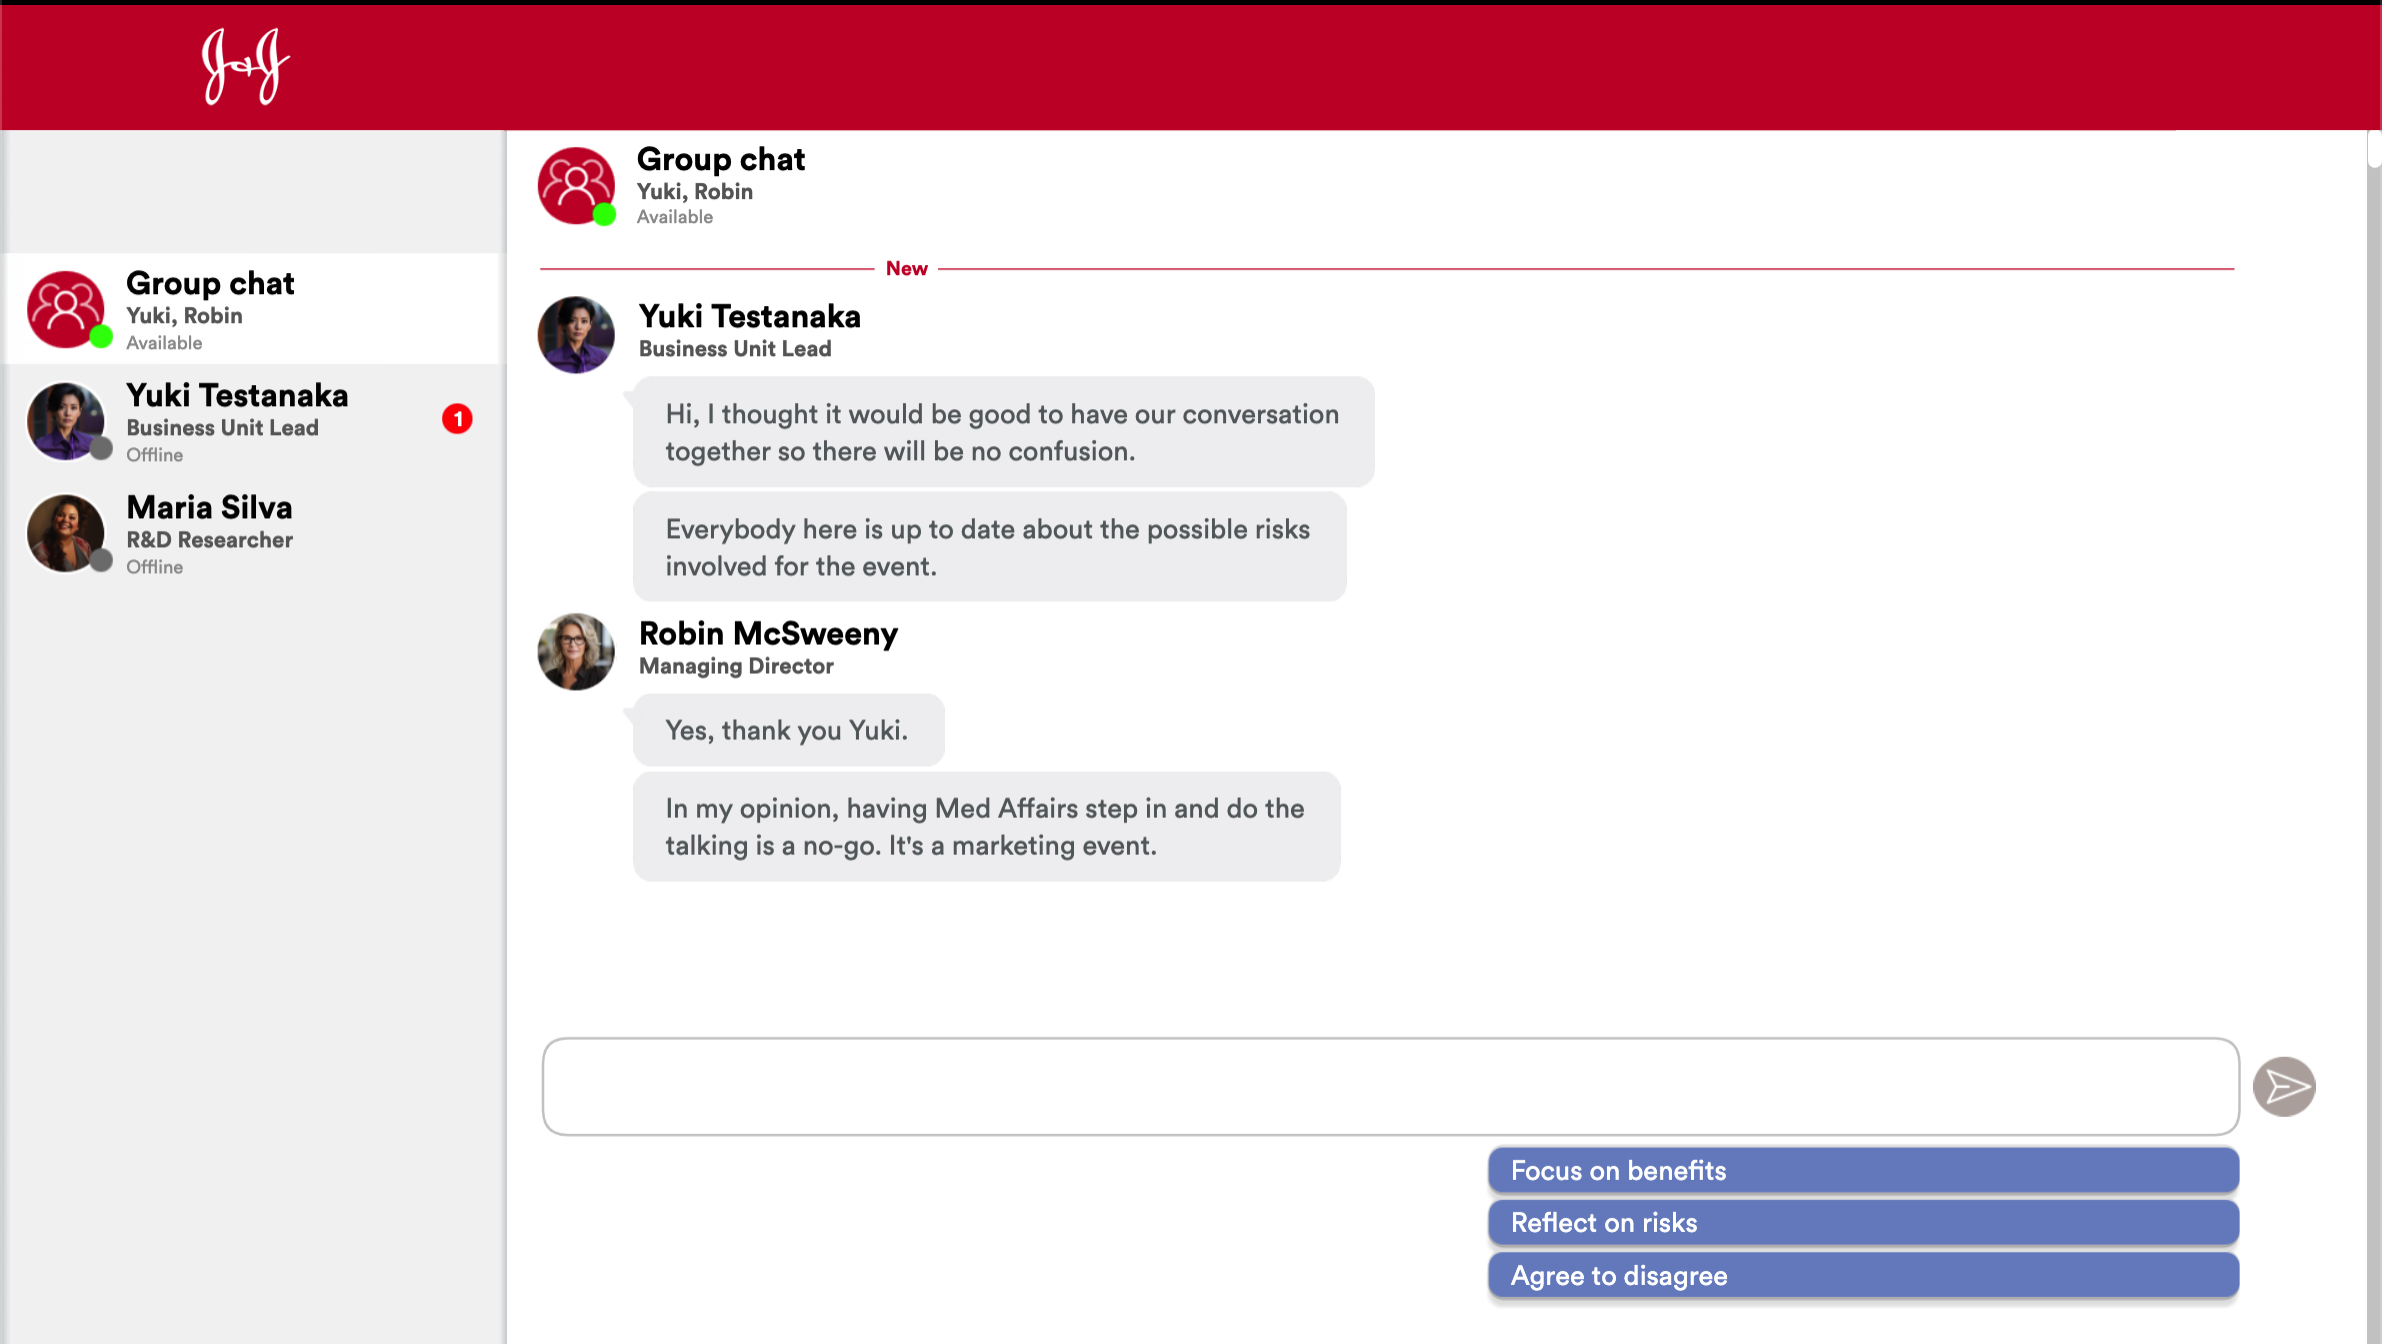 J&J
Group chat
Yuki, Robin
Available
Yuki Testanaka
Business Unit Lead
Offline
1
Maria Silva
R&D Researcher
Offline
Group chat
Yuki, Robin
Available
New
Yuki Testanaka
Business Unit Lead
Hi, I thought it would be good to have our conversation
together so there will be no confusion.
Everybody here is up to date about the possible risks
involved for the event.
Robin McSweeny
Managing Director
Yes, thank you Yuki.
In my opinion, having Med Affairs step in and do the
talking is a no-go. It's a marketing event.
Focus on benefits
Reflect on risks
Agree to disagree